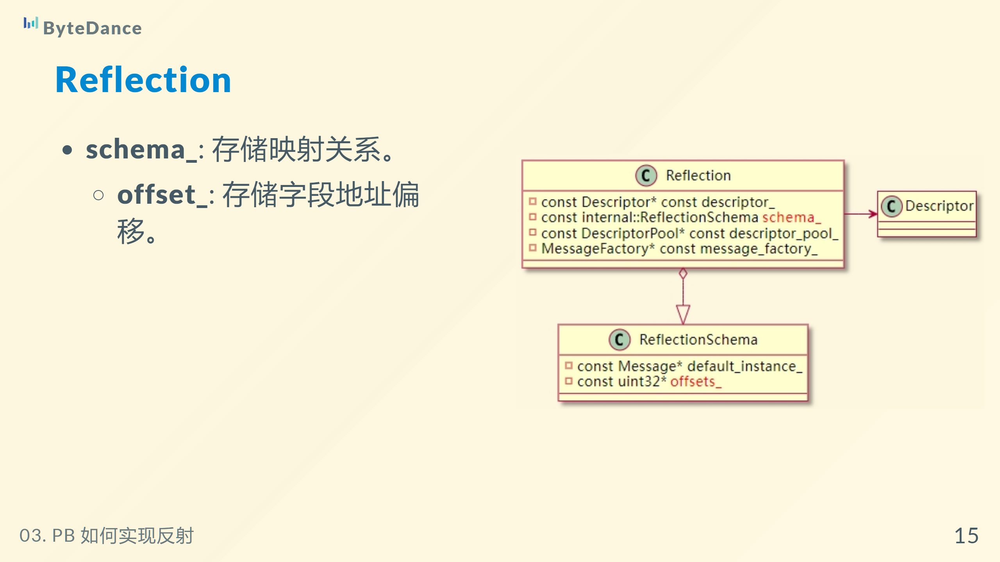 ByteDance
Reflection
• schema_: 存储映射关系。
○ offset_: 存储字段地址偏
移。
C Reflection
const Descriptor* const descriptor_
const internal::ReflectionSchema schema_
const DescriptorPool* const descriptor_pool_
MessageFactory* const message_factory_
C Descriptor
C ReflectionSchema
const Message* default_instance_
const uint32* offsets_
03. PB 如何实现反射
15